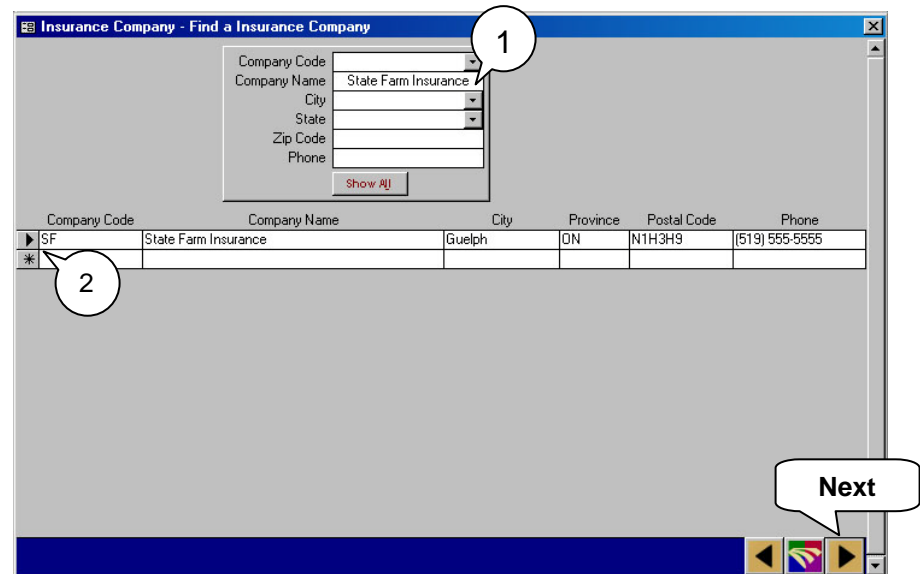 Insurance Company - Find a Insurance Company
1
Company Code
Company Name State Farm Insurance
City
State
Zip Code
Phone
Show All
Company Code Company Name City Province Postal Code Phone
SF State Farm Insurance Guelph ON N1H3H9 (519) 555-5555
2
Next